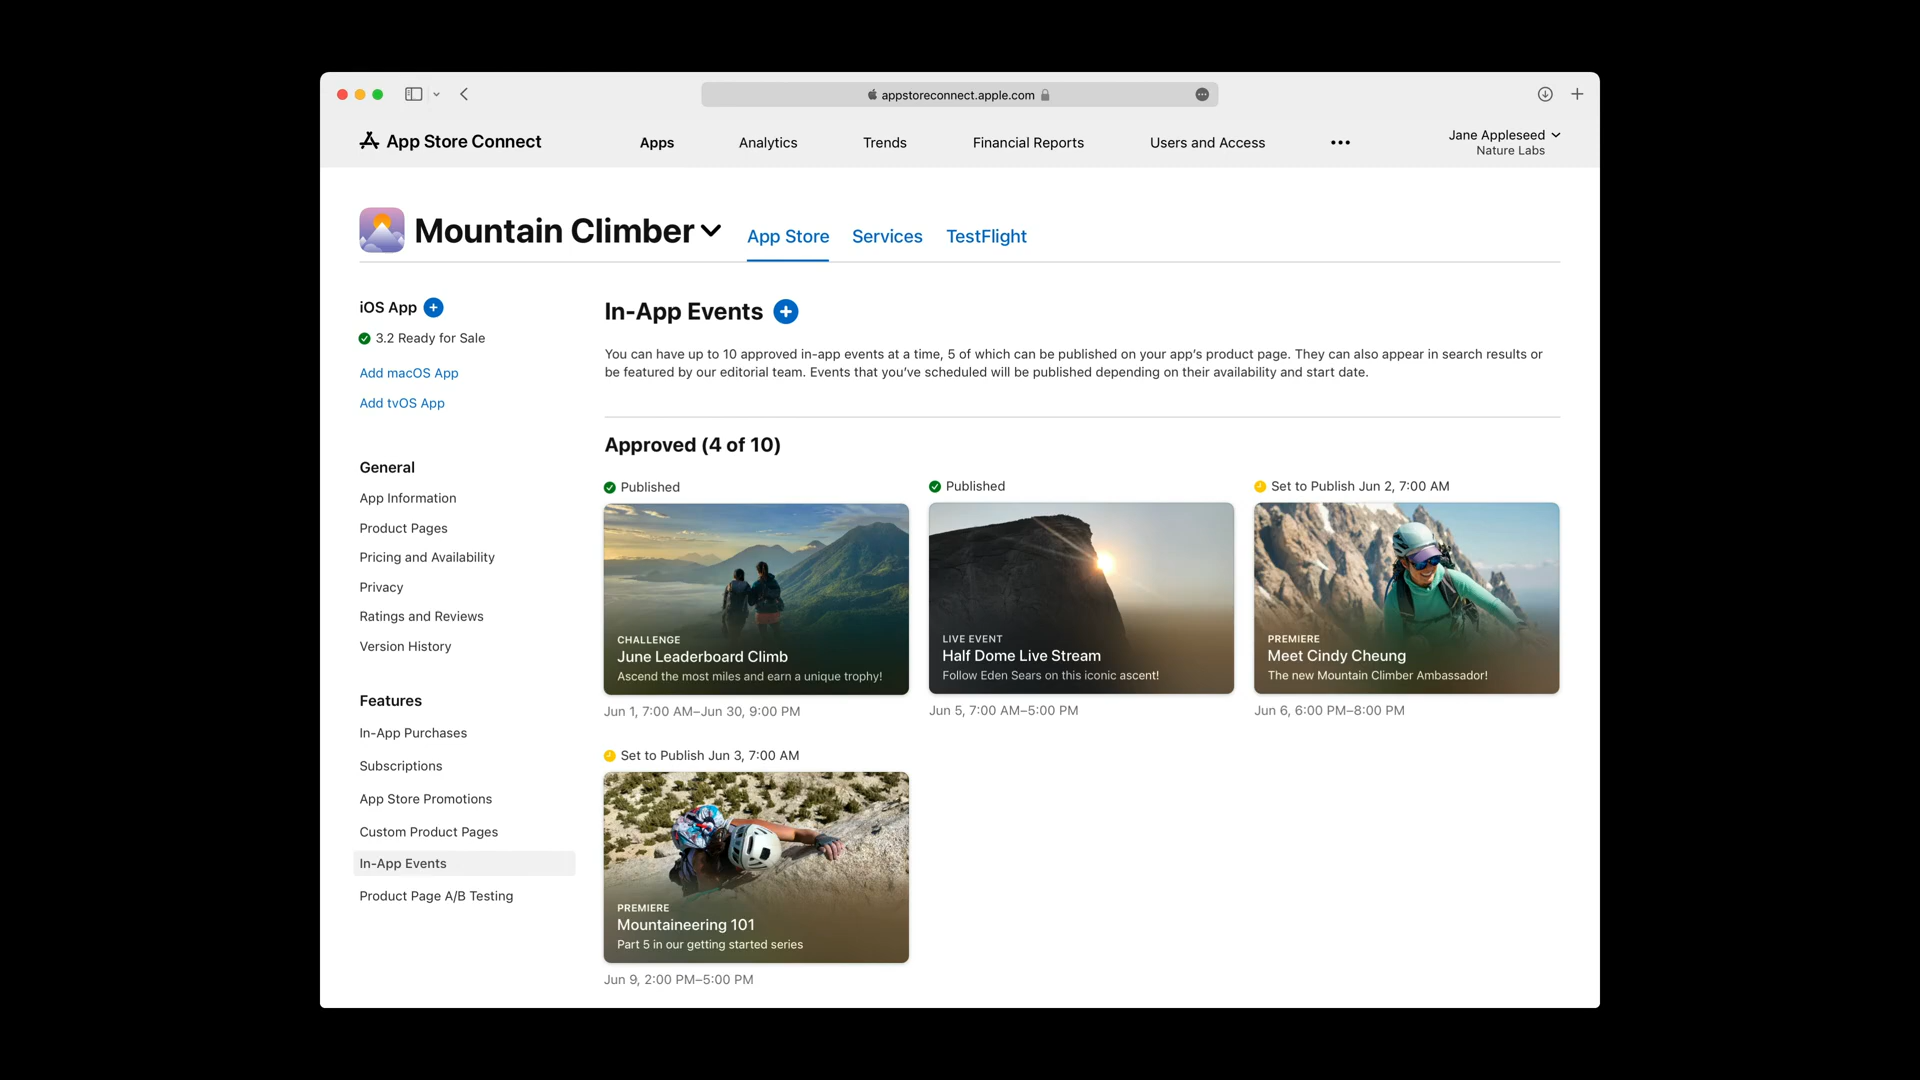 appstoreconnect.apple.com
App Store Connect
Apps
Analytics
Trends
Financial Reports
Users and Access
Jane Appleseed
Nature Labs
Mountain Climber
App Store
Services
TestFlight
iOS App
3.2 Ready for Sale
Add macOS App
Add tvOS App
General
App Information
Product Pages
Pricing and Availability
Privacy
Ratings and Reviews
Version History
Features
In-App Purchases
Subscriptions
App Store Promotions
Custom Product Pages
In-App Events
Product Page A/B Testing
In-App Events
You can have up to 10 approved in-app events at a time, 5 of which can be published on your app's product page. They can also appear in search results or
be featured by our editorial team. Events that you've scheduled will be published depending on their availability and start date.
Approved (4 of 10)
Published
CHALLENGE
June Leaderboard Climb
Ascend the most miles and earn a unique trophy!
Jun 1, 7:00 AM–Jun 30, 9:00 PM
Published
LIVE EVENT
Half Dome Live Stream
Follow Eden Sears on this iconic ascent!
Jun 5, 7:00 AM–5:00 PM
Set to Publish Jun 2, 7:00 AM
PREMIERE
Meet Cindy Cheung
The new Mountain Climber Ambassador!
Jun 6, 6:00 PM–8:00 PM
Set to Publish Jun 3, 7:00 AM
PREMIERE
Mountaineering 101
Part 5 in our getting started series
Jun 9, 2:00 PM–5:00 PM